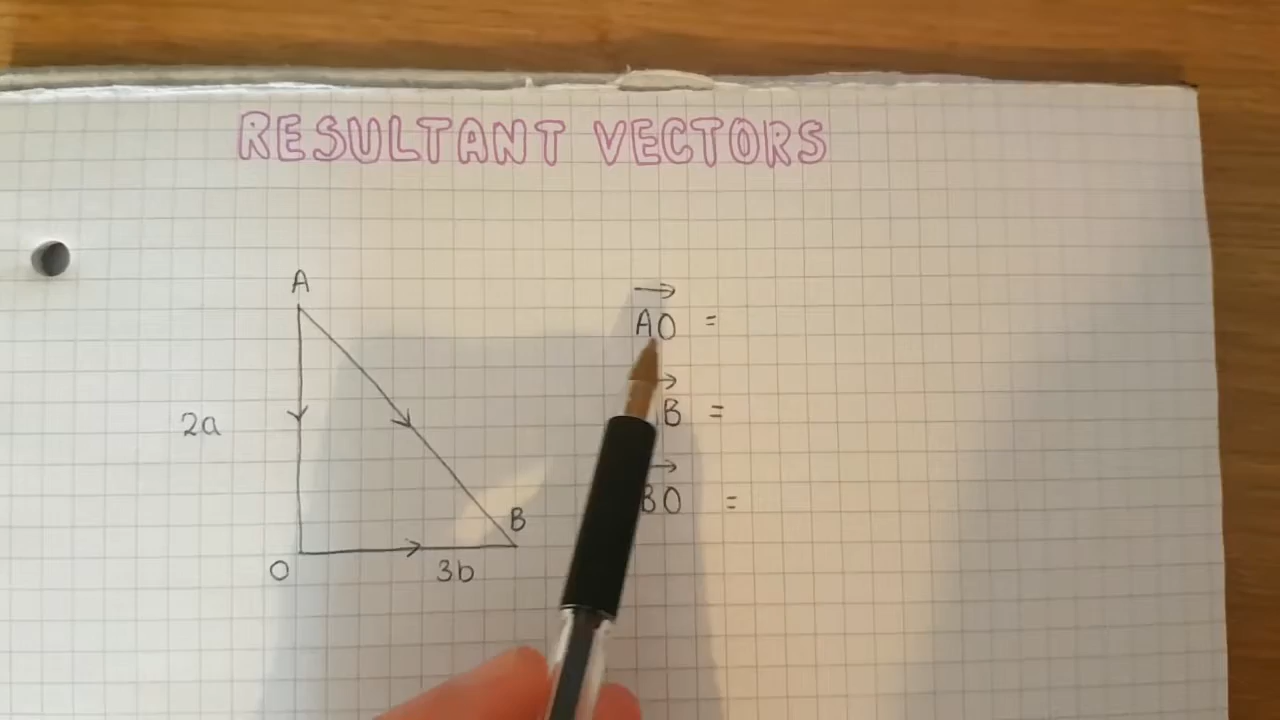 RESULTANT VECTORS
A
AO =
2a
B =
B
BO =
O
3b